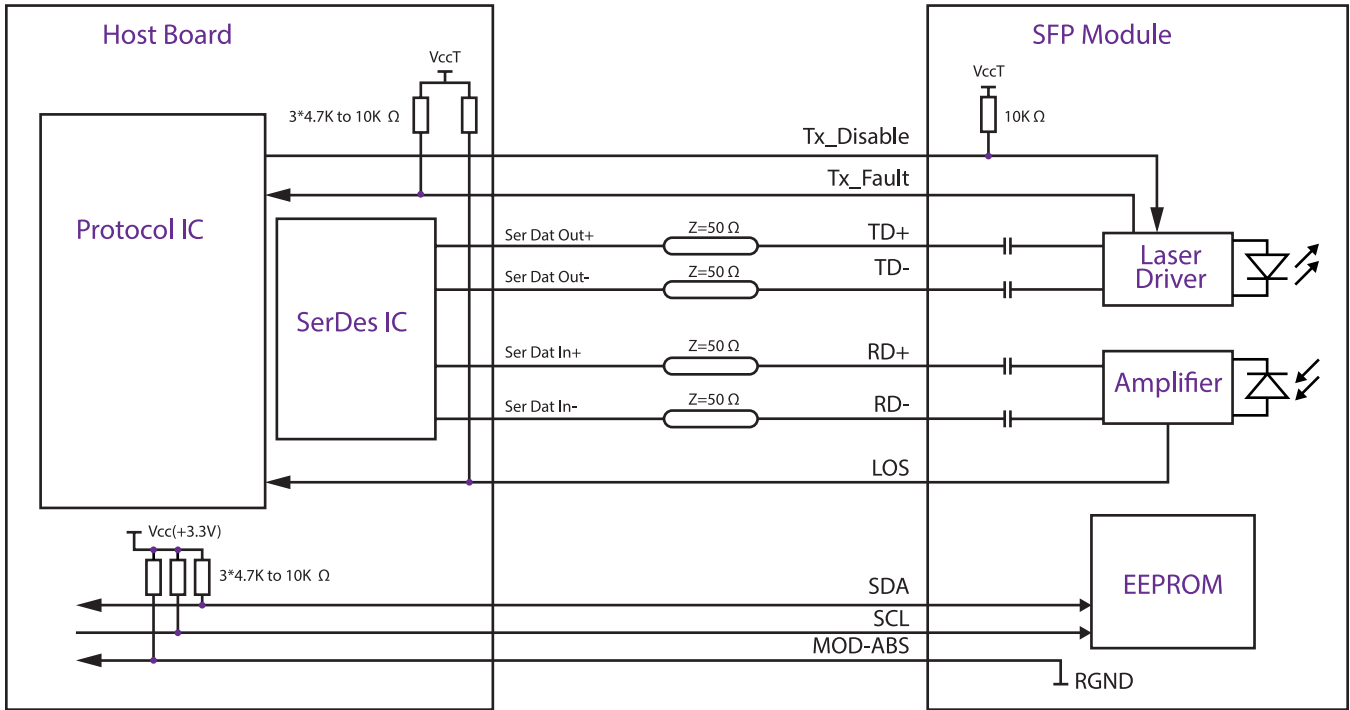 Host Board
SFP Module
VccT
VccT
3*4.7K to 10K Ω
10K Ω
Tx_Disable
Tx_Fault
Protocol IC
Ser Dat Out+
Z=50 Ω
TD+
Laser
Driver
Ser Dat Out-
Z=50 Ω
TD-
SerDes IC
Ser Dat In+
Z=50 Ω
RD+
Amplifier
Ser Dat In-
Z=50 Ω
RD-
LOS
Vcc(+3.3V)
3*4.7K to 10K Ω
SDA
EEPROM
SCL
MOD-ABS
RGND